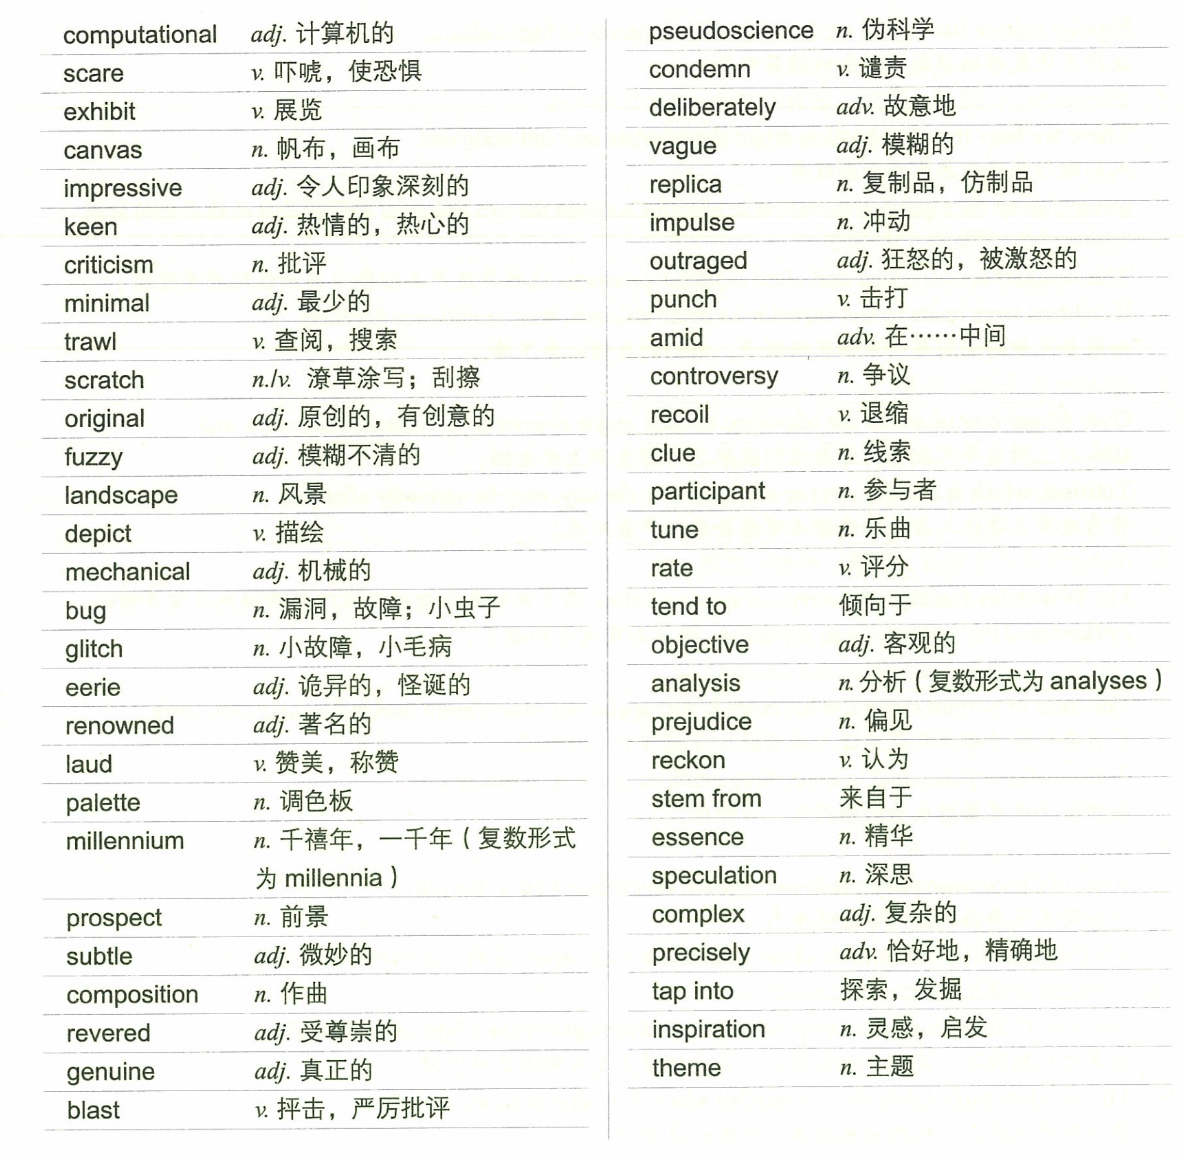 computational adj. 计算机的
scare v. 吓唬，使恐惧
exhibit v. 展览
canvas n. 帆布，画布
impressive adj. 令人印象深刻的
keen adj. 热情的，热心的
criticism n. 批评
minimal adj. 最少的
trawl v. 查阅，搜索
scratch n./v. 潦草涂写；刮擦
original adj. 原创的，有创意的
fuzzy adj. 模糊不清的
landscape n. 风景
depict v. 描绘
mechanical adj. 机械的
bug n. 漏洞，故障；小虫子
glitch n. 小故障，小毛病
eerie adj. 诡异的，怪诞的
renowned adj. 著名的
laud v. 赞美，称赞
palette n. 调色板
millennium n. 千禧年，一千年（复数形式
为 millennia）
prospect n. 前景
subtle adj. 微妙的
composition n. 作曲
revered adj. 受尊崇的
genuine adj. 真正的
blast v. 抨击，严厉批评
pseudoscience n. 伪科学
condemn v. 谴责
deliberately adv. 故意地
vague adj. 模糊的
replica n. 复制品，仿制品
impulse n. 冲动
outraged adj. 狂怒的，被激怒的
punch v. 击打
amid adv. 在……中间
controversy n. 争议
recoil v. 退缩
clue n. 线索
participant n. 参与者
tune n. 乐曲
rate v. 评分
tend to 倾向于
objective adj. 客观的
analysis n. 分析（复数形式为 analyses）
prejudice n. 偏见
reckon v. 认为
stem from 来自于
essence n. 精华
speculation n. 深思
complex adj. 复杂的
precisely adv. 恰好地，精确地
tap into 探索，发掘
inspiration n. 灵感，启发
theme n. 主题